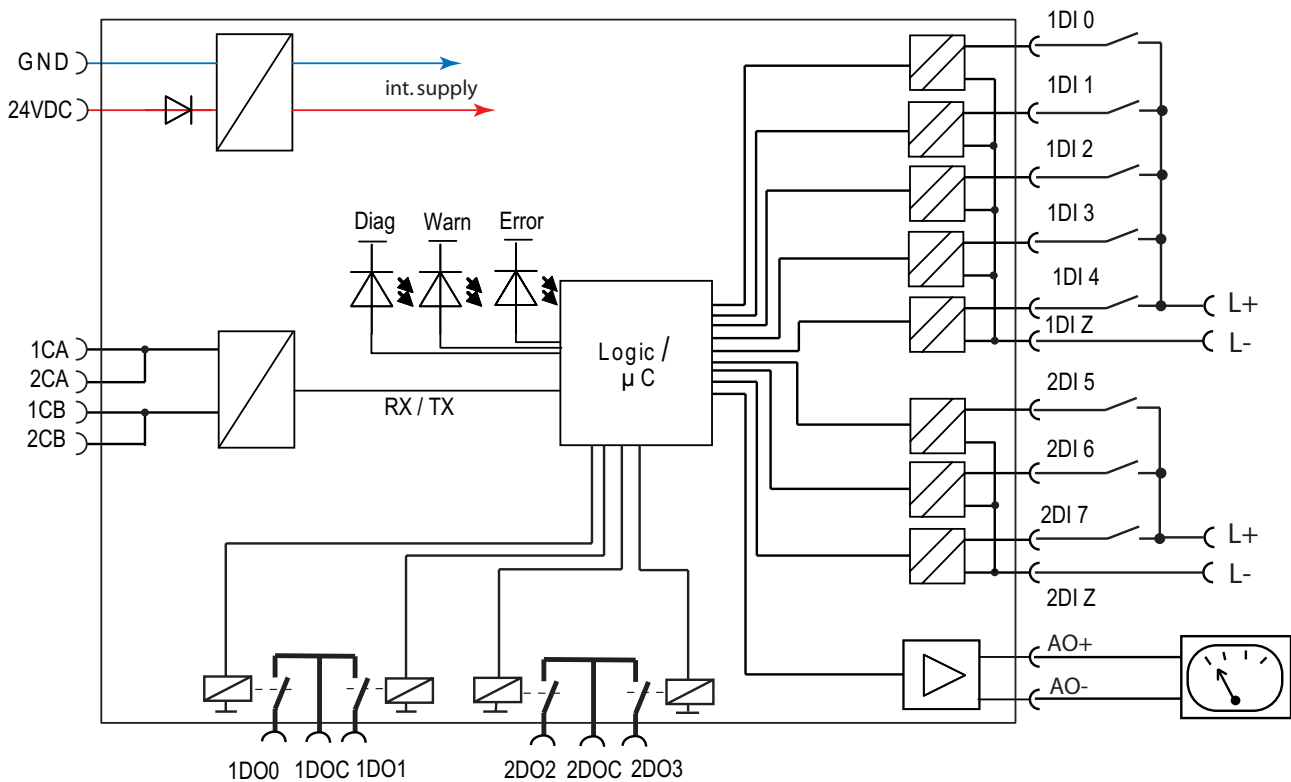 GND
24VDC
int. supply
Diag
Warn
Error
1CA
2CA
1CB
2CB
RX / TX
Logic /
µC
1DI 0
1DI 1
1DI 2
1DI 3
1DI 4
1DI Z
L+
L-
2DI 5
2DI 6
2DI 7
2DI Z
L+
L-
AO+
AO-
1DO0
1DOC
1DO1
2DO2
2DOC
2DO3